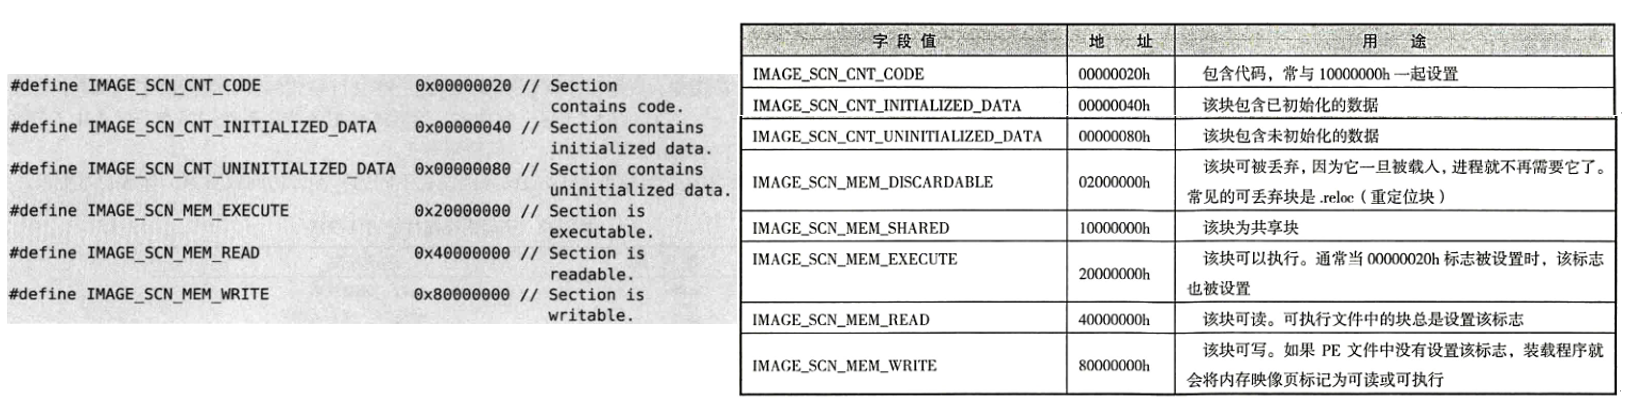 #define IMAGE_SCN_CNT_CODE 0x00000020 // Section
contains code.
#define IMAGE_SCN_CNT_INITIALIZED_DATA 0x00000040 // Section contains
initialized data.
#define IMAGE_SCN_CNT_UNINITIALIZED_DATA 0x00000080 // Section contains
uninitialized data.
#define IMAGE_SCN_MEM_EXECUTE 0x20000000 // Section is
executable.
#define IMAGE_SCN_MEM_READ 0x40000000 // Section is
readable.
#define IMAGE_SCN_MEM_WRITE 0x80000000 // Section is
writable.
字段值 地址 用途
IMAGE_SCN_CNT_CODE 00000020h 包含代码，常与 10000000h 一起设置
IMAGE_SCN_CNT_INITIALIZED_DATA 00000040h 该块包含已初始化的数据
IMAGE_SCN_CNT_UNINITIALIZED_DATA 00000080h 该块包含未初始化的数据
IMAGE_SCN_MEM_DISCARDABLE 02000000h 该块可被丢弃，因为它一旦被载人，进程就不再需要它了。
常见的可丢弃块是 .reloc（重定位块）
IMAGE_SCN_MEM_SHARED 10000000h 该块为共享块
IMAGE_SCN_MEM_EXECUTE 20000000h 该块可以执行。通常当 00000020h 标志被设置时，该标志
也被设置
IMAGE_SCN_MEM_READ 40000000h 该块可读。可执行文件中的块总是设置该标志
IMAGE_SCN_MEM_WRITE 80000000h 该块可写。如果 PE 文件中没有设置该标志，装载程序就
会将内存映像页标记为可读或可执行